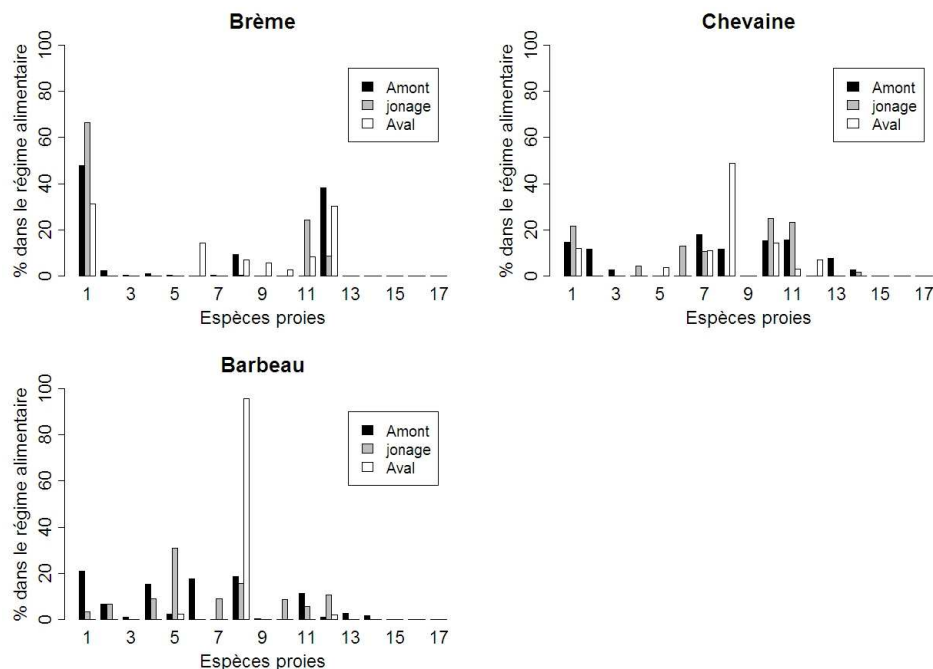 Brème
% dans le régime alimentaire
0 20 40 60 80 100
Amont
jonage
Aval
1 3 5 7 9 11 13 15 17
Espèces proies
Chevaine
% dans le régime alimentaire
0 20 40 60 80 100
Amont
jonage
Aval
1 3 5 7 9 11 13 15 17
Espèces proies
Barbeau
% dans le régime alimentaire
0 20 40 60 80 100
Amont
jonage
Aval
1 3 5 7 9 11 13 15 17
Espèces proies